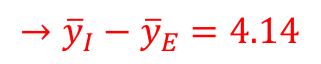 → ȳ_I − ȳ_E = 4.14